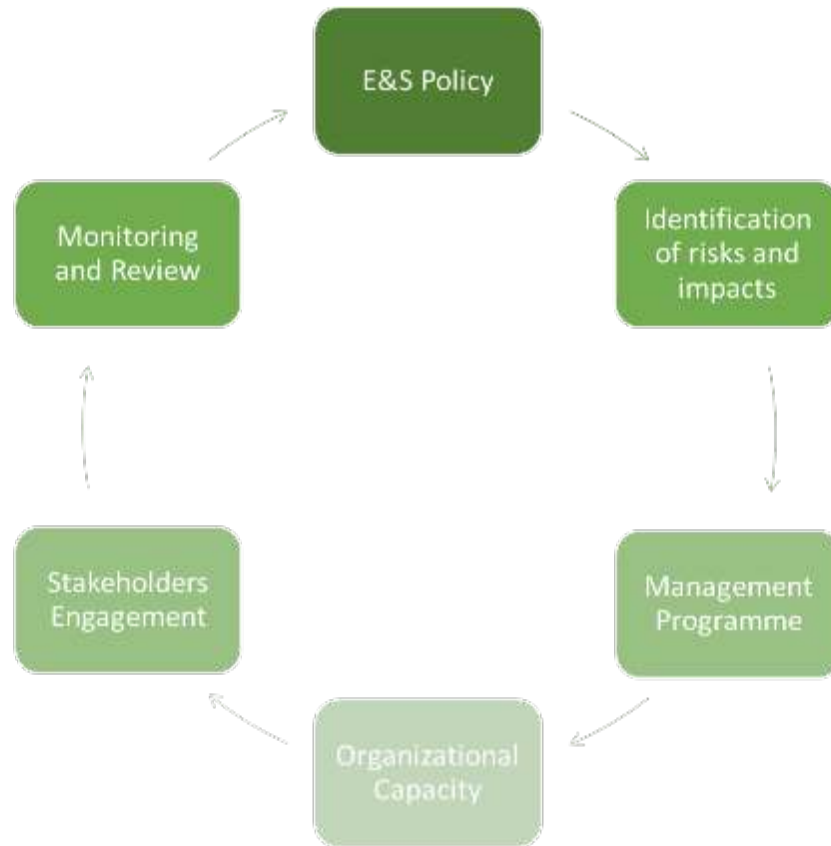 E&S Policy
Identification
of risks and
impacts
Management
Programme
Organizational
Capacity
Stakeholders
Engagement
Monitoring
and Review